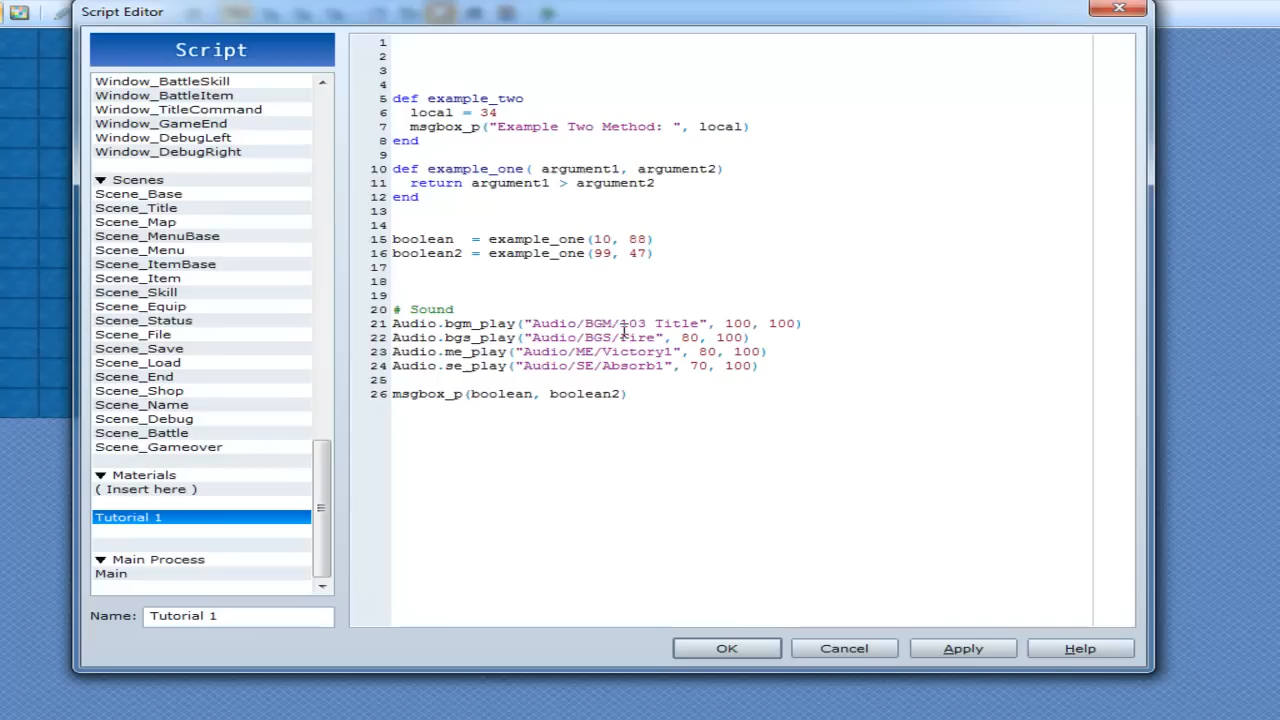 Script Editor
Script
Window_BattleSkill
Window_BattleItem
Window_TitleCommand
Window_GameEnd
Window_DebugLeft
Window_DebugRight
Scenes
Scene_Base
Scene_Title
Scene_Map
Scene_MenuBase
Scene_Menu
Scene_ItemBase
Scene_Item
Scene_Skill
Scene_Equip
Scene_Status
Scene_File
Scene_Save
Scene_Load
Scene_End
Scene_Shop
Scene_Name
Scene_Debug
Scene_Battle
Scene_Gameover
Materials
( Insert here )
Tutorial 1
Main Process
Main
Name: Tutorial 1
1
2
3
4
5 def example_two
6 local = 34
7 msgbox_p("Example Two Method: ", local)
8 end
9
10 def example_one( argument1, argument2)
11 return argument1 > argument2
12 end
13
14
15 boolean = example_one(10, 88)
16 boolean2 = example_one(99, 47)
17
18
19
20 # Sound
21 Audio.bgm_play("Audio/BGM/103 Title", 100, 100)
22 Audio.bgs_play("Audio/BGS/Fire", 80, 100)
23 Audio.me_play("Audio/ME/Victory1", 80, 100)
24 Audio.se_play("Audio/SE/Absorb1", 70, 100)
25
26 msgbox_p(boolean, boolean2)
OK Cancel Apply Help